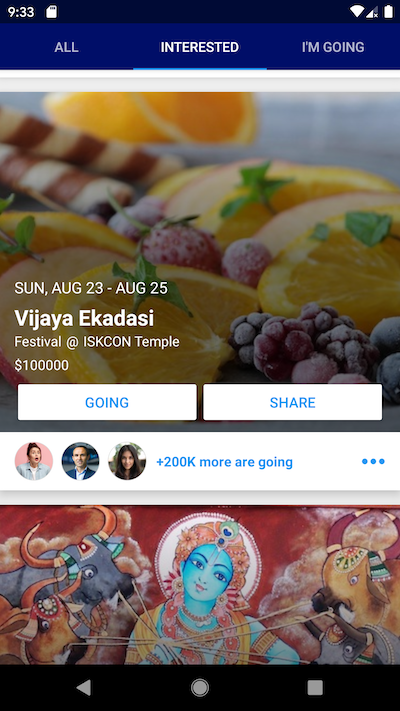 9:33
ALL
INTERESTED
I'M GOING
SUN, AUG 23 - AUG 25
Vijaya Ekadasi
Festival @ ISKCON Temple
$100000
GOING
SHARE
+200K more are going